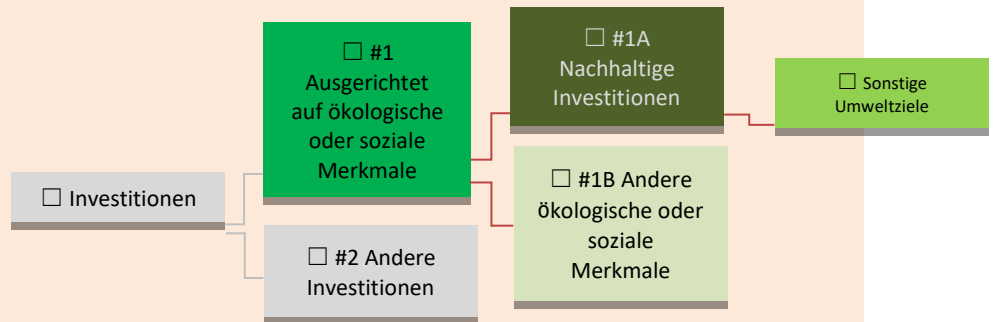 ☐ Investitionen
☐ #1
Ausgerichtet
auf ökologische
oder soziale
Merkmale
☐ #2 Andere
Investitionen
☐ #1A
Nachhaltige
Investitionen
☐ #1B Andere
ökologische oder
soziale
Merkmale
☐ Sonstige
Umweltziele